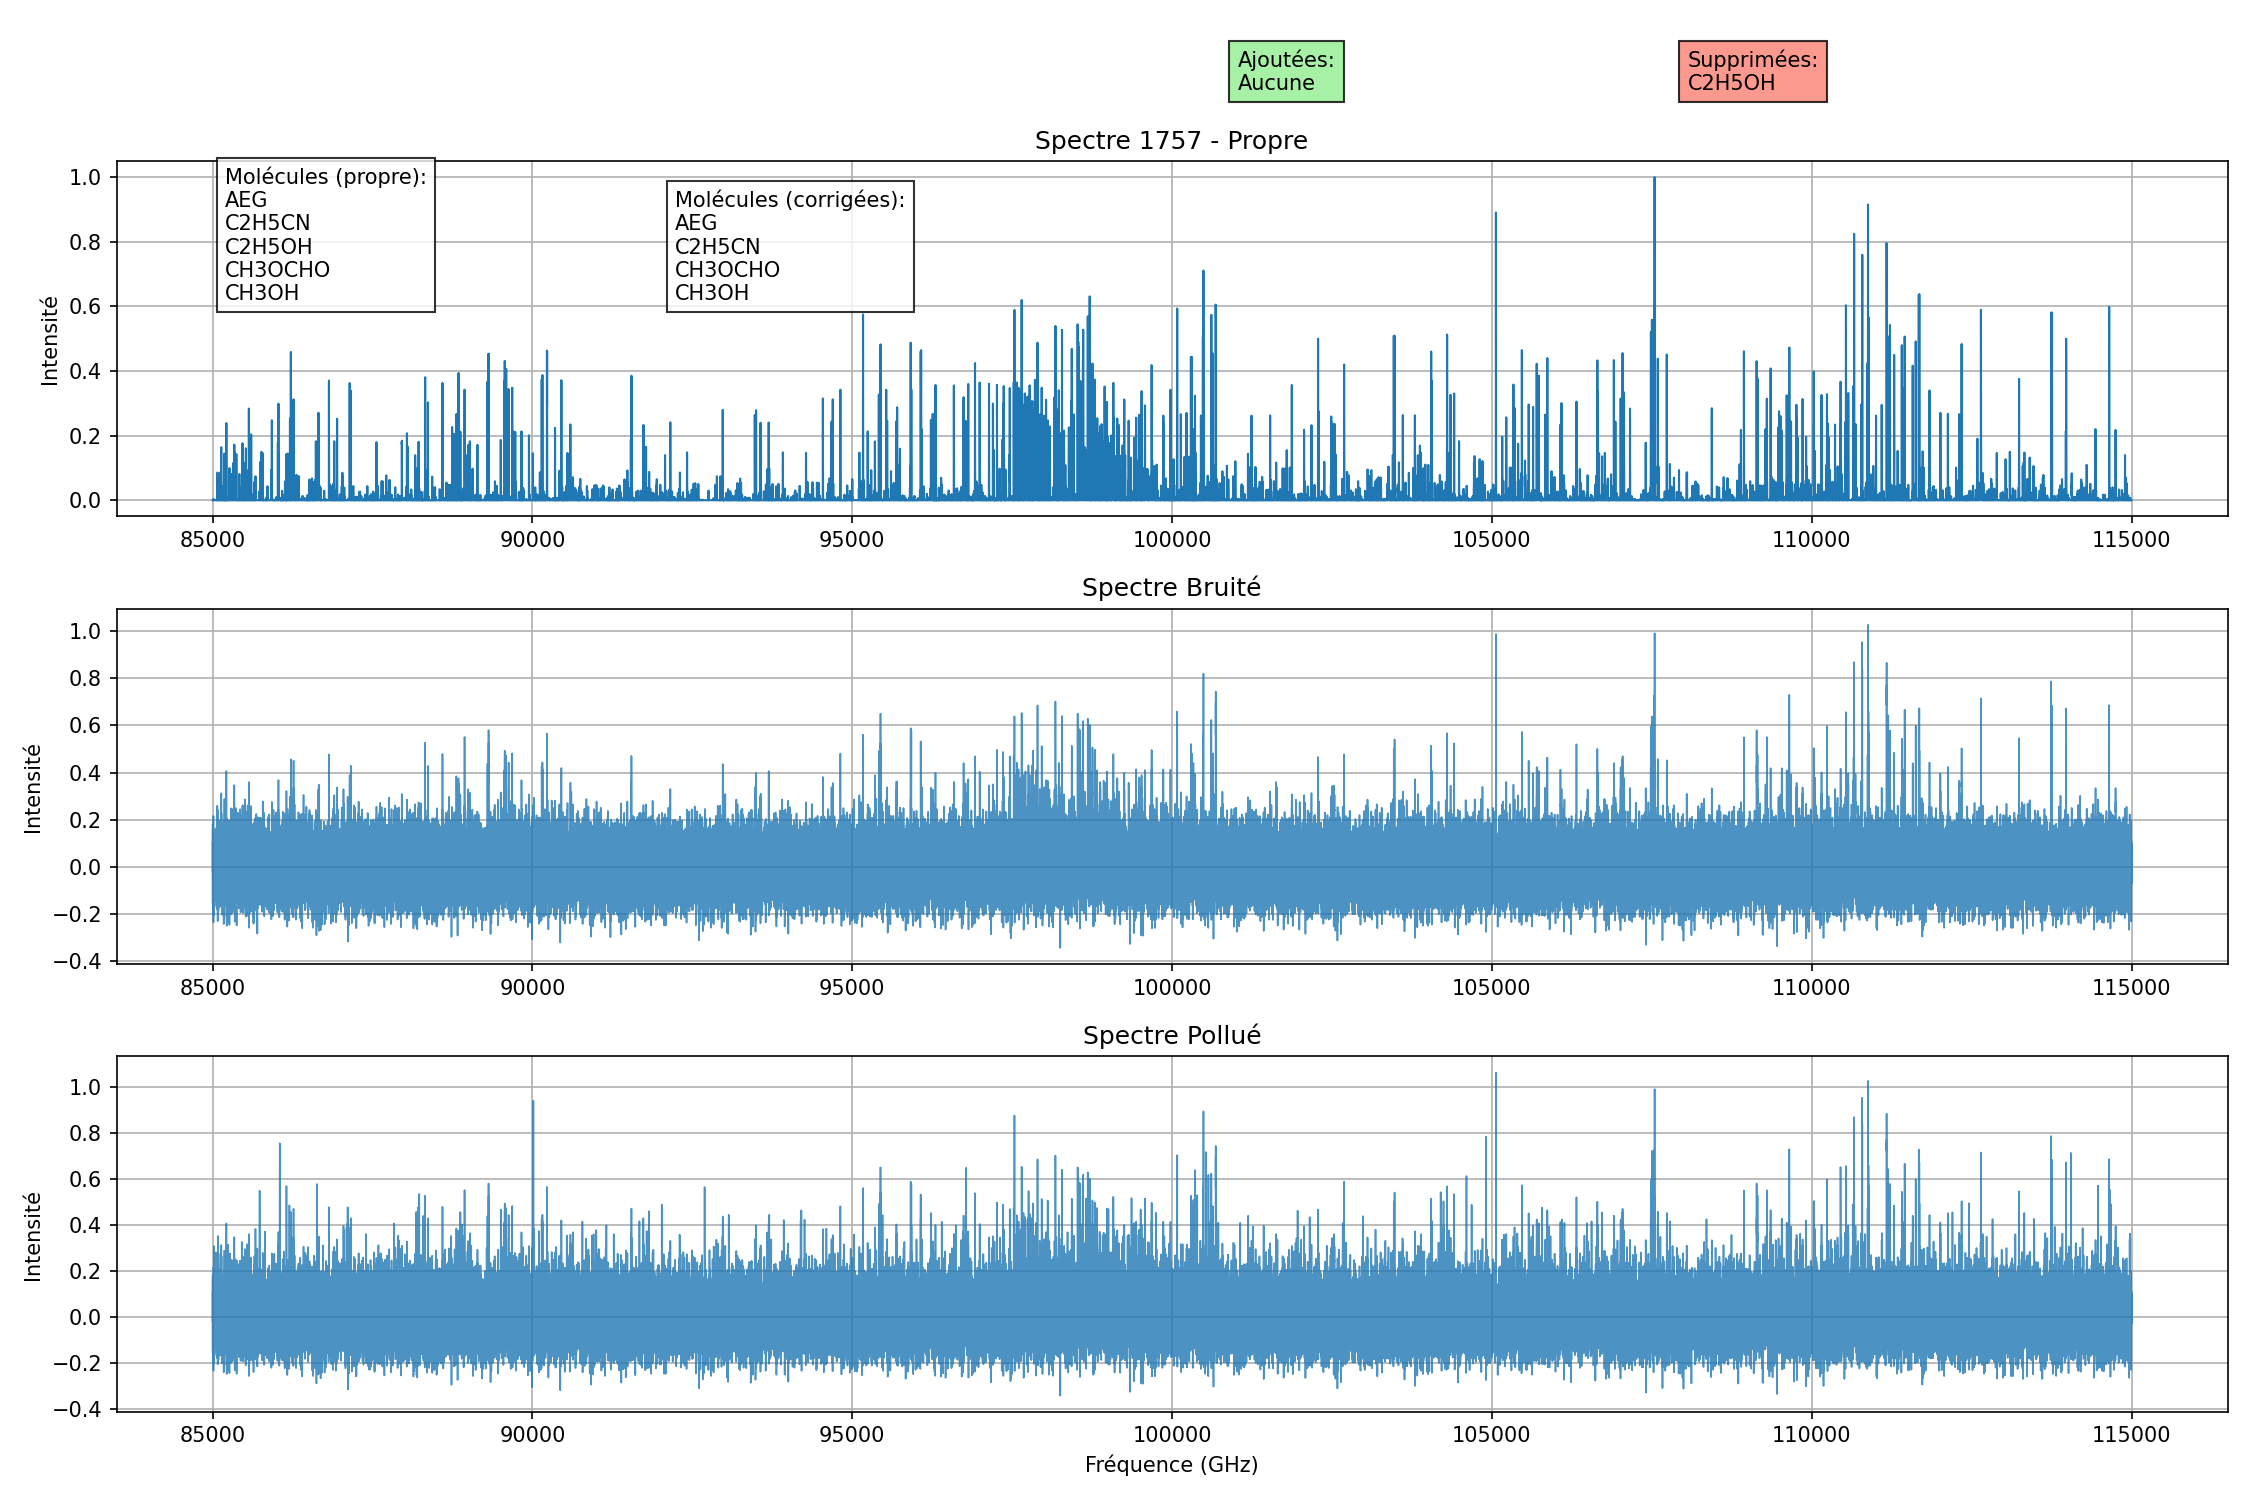 Ajoutées:
Aucune
Supprimées:
C2H5OH
Spectre 1757 - Propre
Molécules (propre):
AEG
C2H5CN
C2H5OH
CH3OCHO
CH3OH
Molécules (corrigées):
AEG
C2H5CN
CH3OCHO
CH3OH
Intensité
1.0
0.8
0.6
0.4
0.2
0.0
85000 90000 95000 100000 105000 110000 115000
Spectre Bruité
Intensité
1.0
0.8
0.6
0.4
0.2
0.0
−0.2
−0.4
85000 90000 95000 100000 105000 110000 115000
Spectre Pollué
Intensité
1.0
0.8
0.6
0.4
0.2
0.0
−0.2
−0.4
85000 90000 95000 100000 105000 110000 115000
Fréquence (GHz)